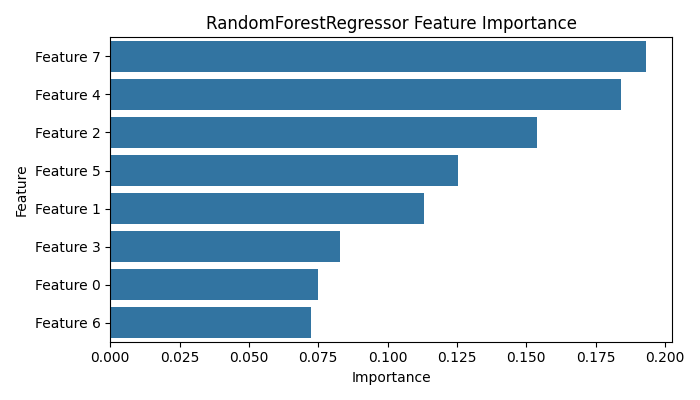 RandomForestRegressor Feature Importance
Feature 7
Feature 4
Feature 2
Feature 5
Feature 1
Feature 3
Feature 0
Feature 6
Feature
0.000 0.025 0.050 0.075 0.100 0.125 0.150 0.175 0.200
Importance